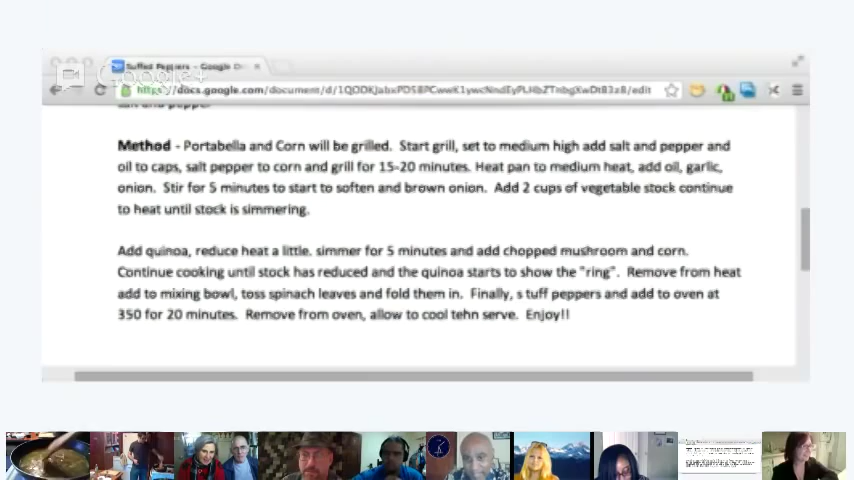 Stuffed Peppers - Google D
Google+
https://docs.google.com/document/d/
/edit
salt and pepper
Method - Portabella and Corn will be grilled. Start grill, set to medium high add salt and pepper and
oil to caps, salt pepper to corn and grill for 15-20 minutes. Heat pan to medium heat, add oil, garlic,
onion. Stir for 5 minutes to start to soften and brown onion. Add 2 cups of vegetable stock continue
to heat until stock is simmering.
Add quinoa, reduce heat a little. simmer for 5 minutes and add chopped mushroom and corn.
Continue cooking until stock has reduced and the quinoa starts to show the "ring". Remove from heat
add to mixing bowl, toss spinach leaves and fold them in. Finally, s tuff peppers and add to oven at
350 for 20 minutes. Remove from oven, allow to cool tehn serve. Enjoy!!